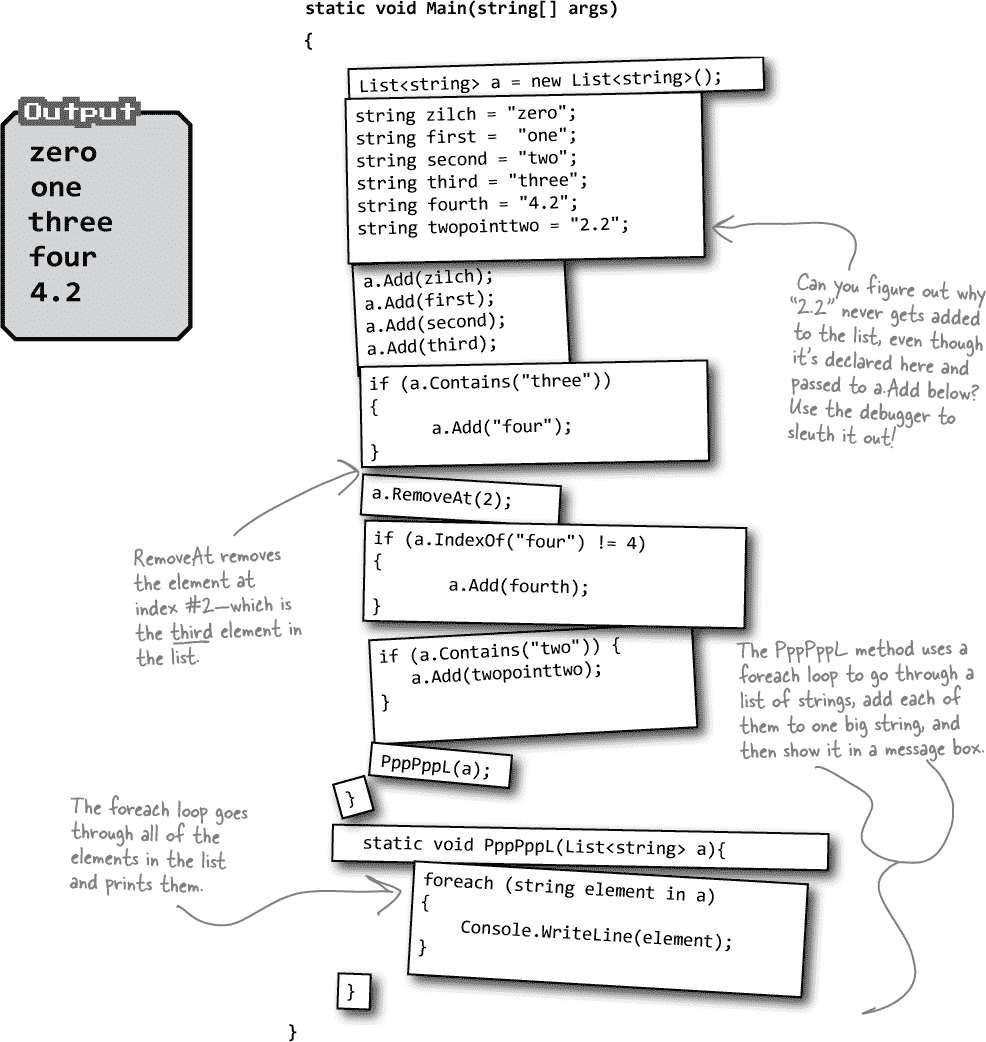 static void Main(string[] args)
{
List<string> a = new List<string>();
string zilch = "zero";
string first =  "one";
string second = "two";
string third = "three";
string fourth = "4.2";
string twopointtwo = "2.2";
Output
zero
one
three
four
4.2
a.Add(zilch);
a.Add(first);
a.Add(second);
a.Add(third);
Can you figure out why
"2.2" never gets added
to the list, even though
it's declared here and
passed to a.Add below?
Use the debugger to
sleuth it out!
if (a.Contains("three"))
{
a.Add("four");
}
a.RemoveAt(2);
RemoveAt removes
the element at
index #2—which is
the third element in
the list.
if (a.IndexOf("four") != 4)
{
a.Add(fourth);
}
if (a.Contains("two")) {
a.Add(twopointtwo);
}
The PppPppL method uses a
foreach loop to go through a
list of strings, add each of
them to one big string, and
then show it in a message box.
PppPppL(a);
}
The foreach loop goes
through all of the
elements in the list
and prints them.
static void PppPppL(List<string> a){
foreach (string element in a)
{
Console.WriteLine(element);
}
}
}